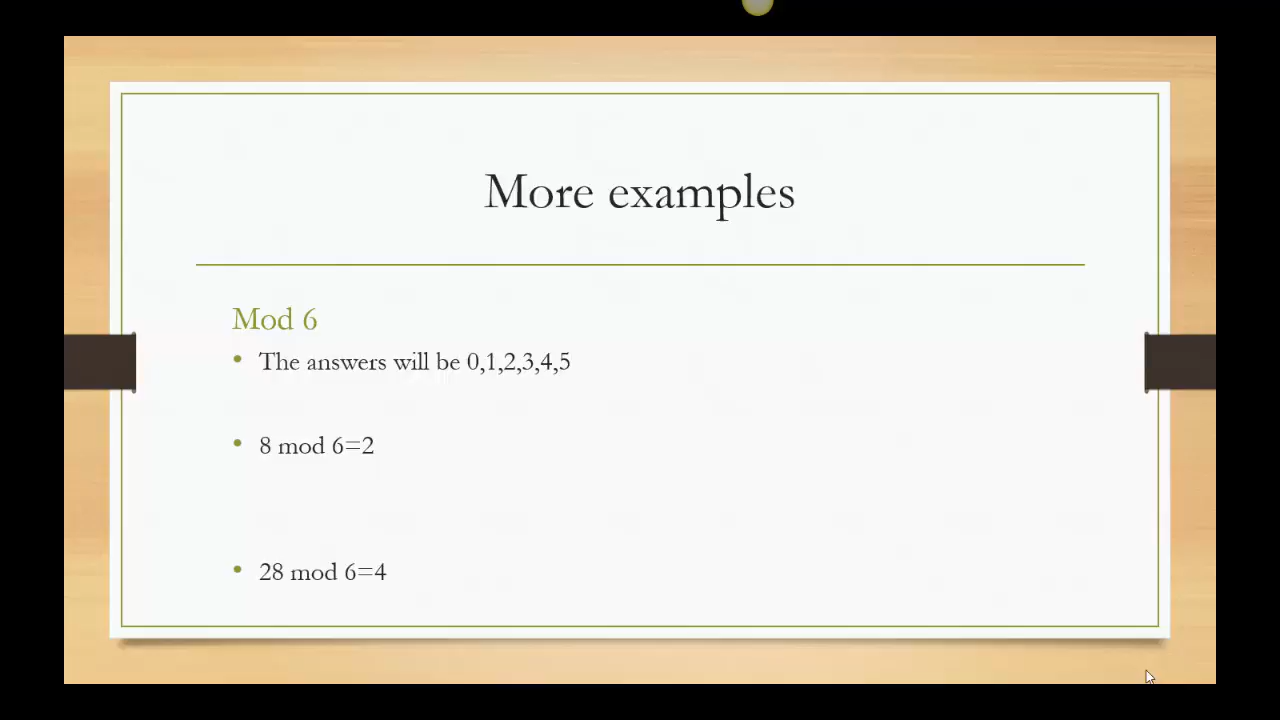 More examples
Mod 6
• The answers will be 0,1,2,3,4,5
• 8 mod 6=2
• 28 mod 6=4